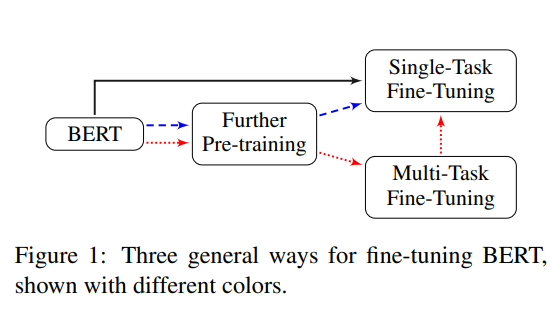 Single-Task
Fine-Tuning
BERT
Further
Pre-training
Multi-Task
Fine-Tuning
Figure 1: Three general ways for fine-tuning BERT,
shown with different colors.